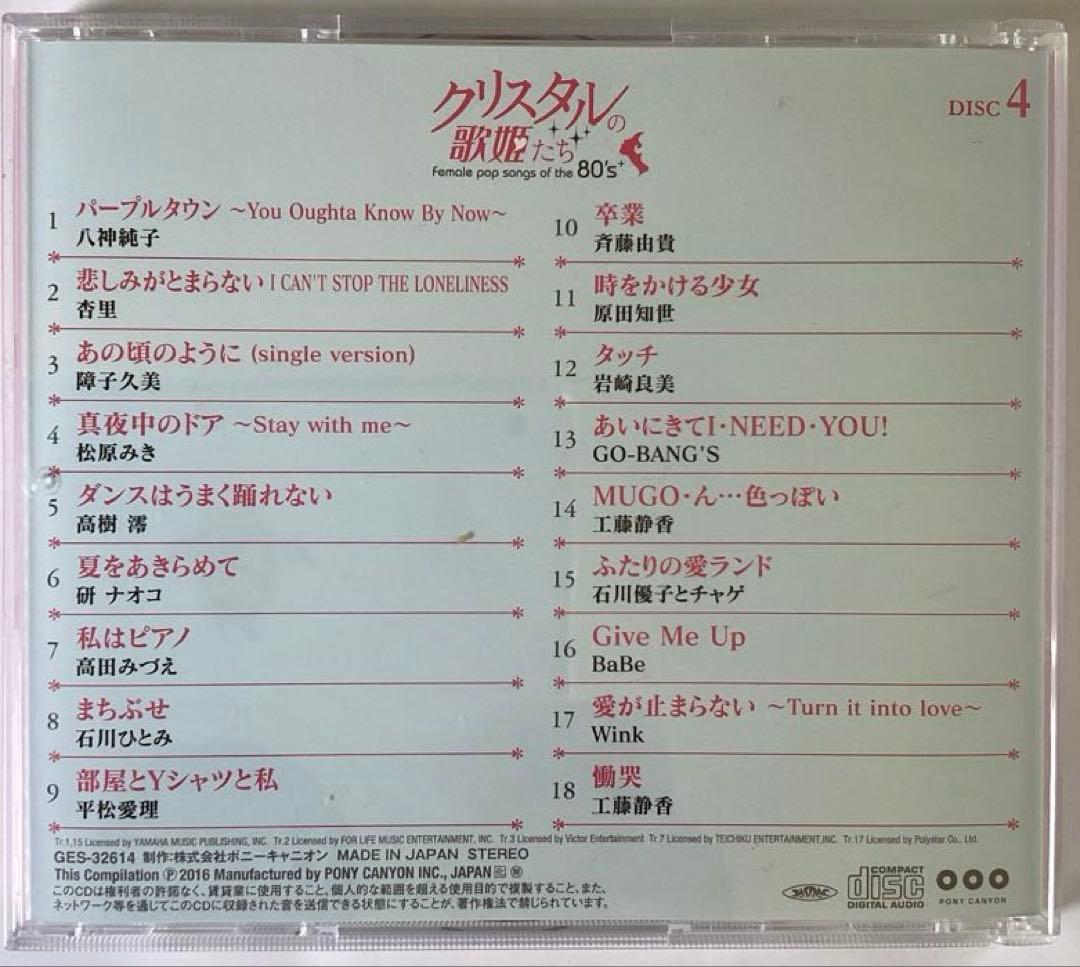 クリスタルの
歌姫たち
Female pop songs of the 80's+
DISC 4
1 パープルタウン ～You Oughta Know By Now～
八神純子
2 悲しみがとまらない I CAN'T STOP THE LONELINESS
杏里
3 あの頃のように (single version)
障子久美
4 真夜中のドア ～Stay with me～
松原みき
5 ダンスはうまく踊れない
高樹 澪
6 夏をあきらめて
研 ナオコ
7 私はピアノ
高田みづえ
8 まちぶせ
石川ひとみ
9 部屋とYシャツと私
平松愛理
10 卒業
斉藤由貴
11 時をかける少女
原田知世
12 タッチ
岩崎良美
13 あいにきてI・NEED・YOU!
GO-BANG'S
14 MUGO・ん…色っぽい
工藤静香
15 ふたりの愛ランド
石川優子とチャゲ
16 Give Me Up
BaBe
17 愛が止まらない ～Turn it into love～
Wink
18 慟哭
工藤静香
Tr.1,15 Licensed by YAMAHA MUSIC PUBLISHING, INC. Tr.2 Licensed by FOR LIFE MUSIC ENTERTAINMENT, INC. Tr.3 Licensed by Victor Entertainment Tr.7 Licensed by TEICHIKU ENTERTAINMENT,INC. Tr.17 Licensed by Polystar Co., Ltd.
GES-32614 制作:株式会社ポニーキャニオン MADE IN JAPAN STEREO
This Compilation Ⓟ2016 Manufactured by PONY CANYON INC., JAPAN
このCDは権利者の許諾なく、賃貸業に使用すること、個人的な範囲を超える使用目的で複製すること、また、
ネットワーク等を通じてこのCDに収録された音を送信できる状態にすることが、著作権法で禁じられています。
JASRAC
COMPACT
disc
DIGITAL AUDIO
PONY CANYON